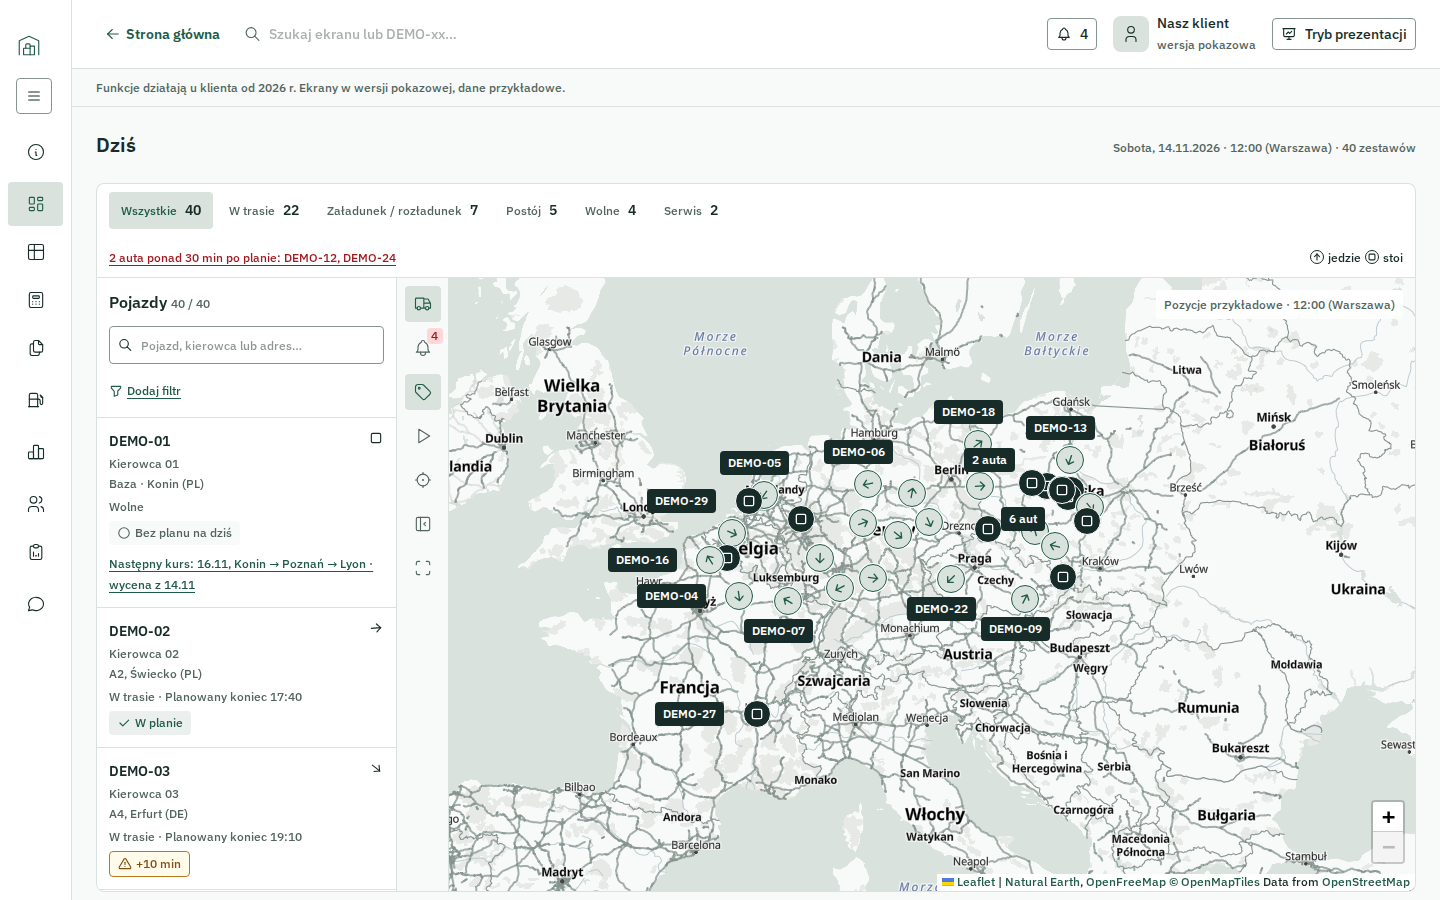 Strona główna
Szukaj ekranu lub DEMO-xx...
4
Nasz klient
wersja pokazowa
Tryb prezentacji
Funkcje działają u klienta od 2026 r. Ekrany w wersji pokazowej, dane przykładowe.
Dziś
Sobota, 14.11.2026 · 12:00 (Warszawa) · 40 zestawów
Wszystkie 40
W trasie 22
Załadunek / rozładunek 7
Postój 5
Wolne 4
Serwis 2
2 auta ponad 30 min po planie: DEMO-12, DEMO-24
jedzie
stoi
Pojazdy 40 / 40
Pojazd, kierowca lub adres...
Dodaj filtr
DEMO-01
Kierowca 01
Baza · Konin (PL)
Wolne
Bez planu na dziś
Następny kurs: 16.11, Konin → Poznań → Lyon ·
wycena z 14.11
DEMO-02
Kierowca 02
A2, Świecko (PL)
W trasie · Planowany koniec 17:40
W planie
DEMO-03
Kierowca 03
A4, Erfurt (DE)
W trasie · Planowany koniec 19:10
+10 min
4
Pozycje przykładowe · 12:00 (Warszawa)
Morze
Północne
Morze
Bałtyckie
Glasgow
Dania
Malmö
Litwa
Smoleńsk
Belfast
Wielka
Brytania
Gdańsk
Mińsk
Białoruś
DEMO-18
DEMO-13
Dublin
Manchester
Hamburg
landia
Birmingham
DEMO-05
DEMO-06
2 auta
Berlin
Brześć
DEMO-29
Lon
andy
ka
6 aut
Drezno
DEMO-16
elgia
Praga
Kraków
Lwów
Kijów
Ukraina
Hawr
Luksemburg
Czechy
DEMO-04
yż
DEMO-22
DEMO-09
Słowacja
DEMO-07
Monachium
Budapeszt
Węgry
Austria
Zurych
Mołdawia
Francja
Szwajcaria
DEMO-27
Mediolan
Wenecja
Słowenia
Chorwacja
Rumunia
Bordeaux
Bośnia i
Hercegowina
Serbia
Bukareszt
Sewast
Monako
San Marino
Bilbao
Andora
Włochy
Watykan
Czarnogóra
Bułgaria
go
Barcelona
Macedonia
Północna
Neapol
Stambuł
Madryt
Morz
+
−
Leaflet | Natural Earth, OpenFreeMap © OpenMapTiles Data from OpenStreetMap